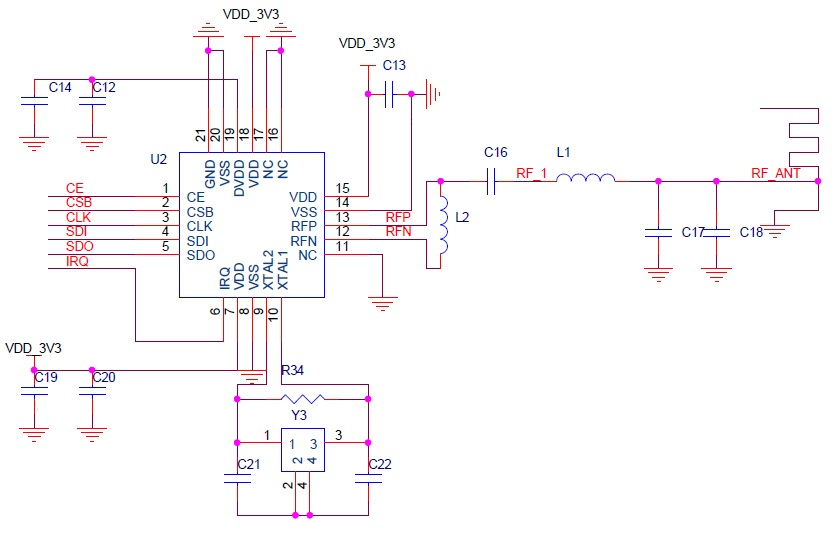 VDD_3V3
VDD_3V3
C13
C14
C12
21
20
19
18
17
16
U2
GND
VSS
DVDD
VDD
NC
NC
C16
RF_1
L1
RF_ANT
CE
1
CE
VDD
15
CSB
2
CSB
VSS
14
CLK
3
CLK
RFP
13
RFP
L2
SDI
4
SDI
RFN
12
RFN
SDO
5
SDO
NC
11
IRQ
C17
C18
IRQ
VDD
VSS
XTAL2
XTAL1
6
7
8
9
10
VDD_3V3
C19
C20
R34
Y3
1
1
3
3
2
4
C21
C22
2
4